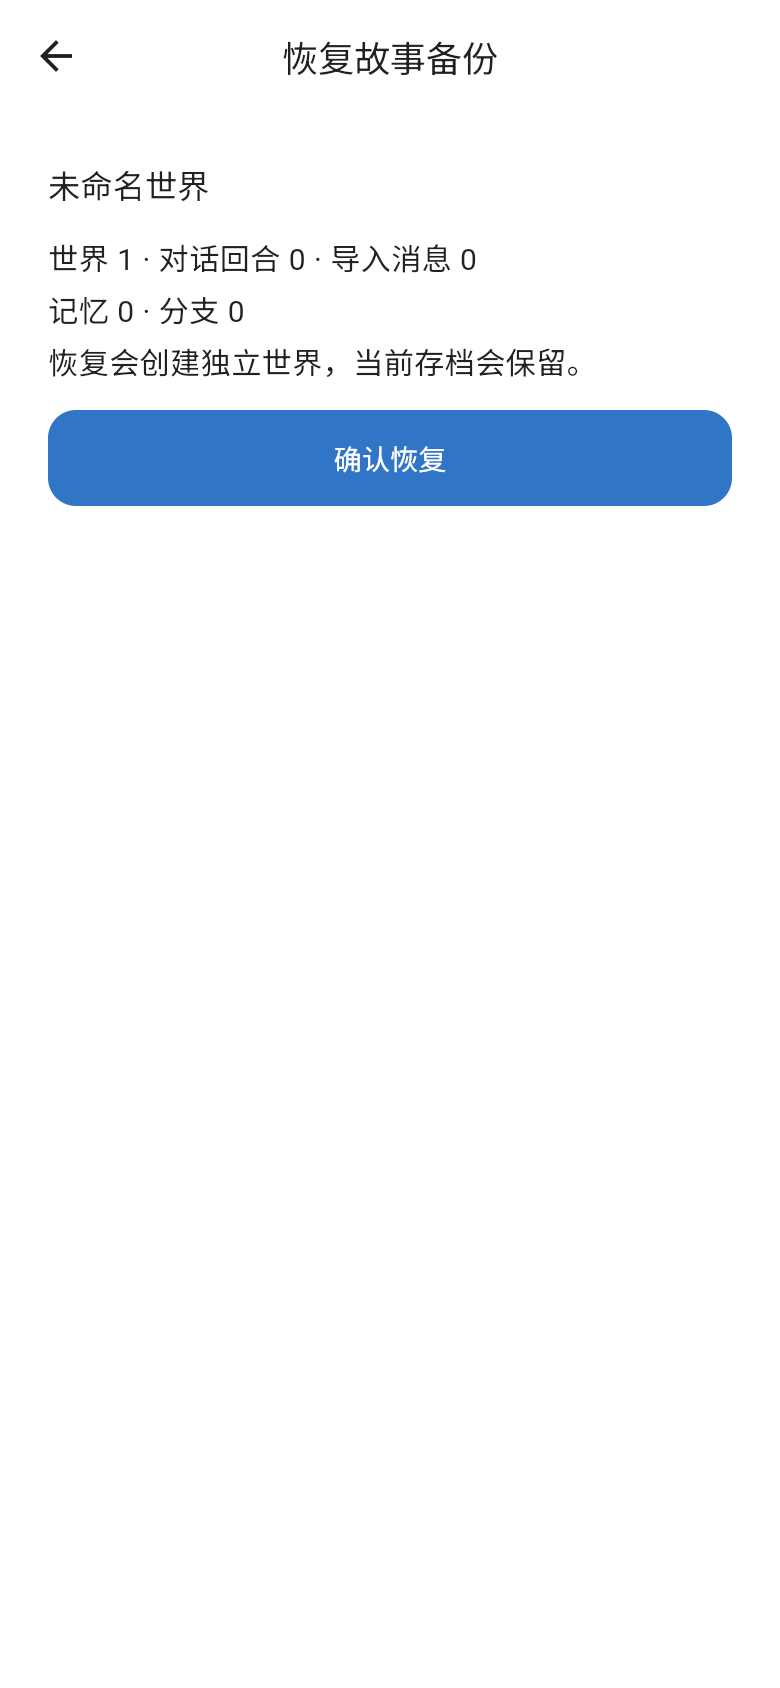 恢复故事备份
未命名世界
世界 1 · 对话回合 0 · 导入消息 0
记忆 0 · 分支 0
恢复会创建独立世界，当前存档会保留。
确认恢复